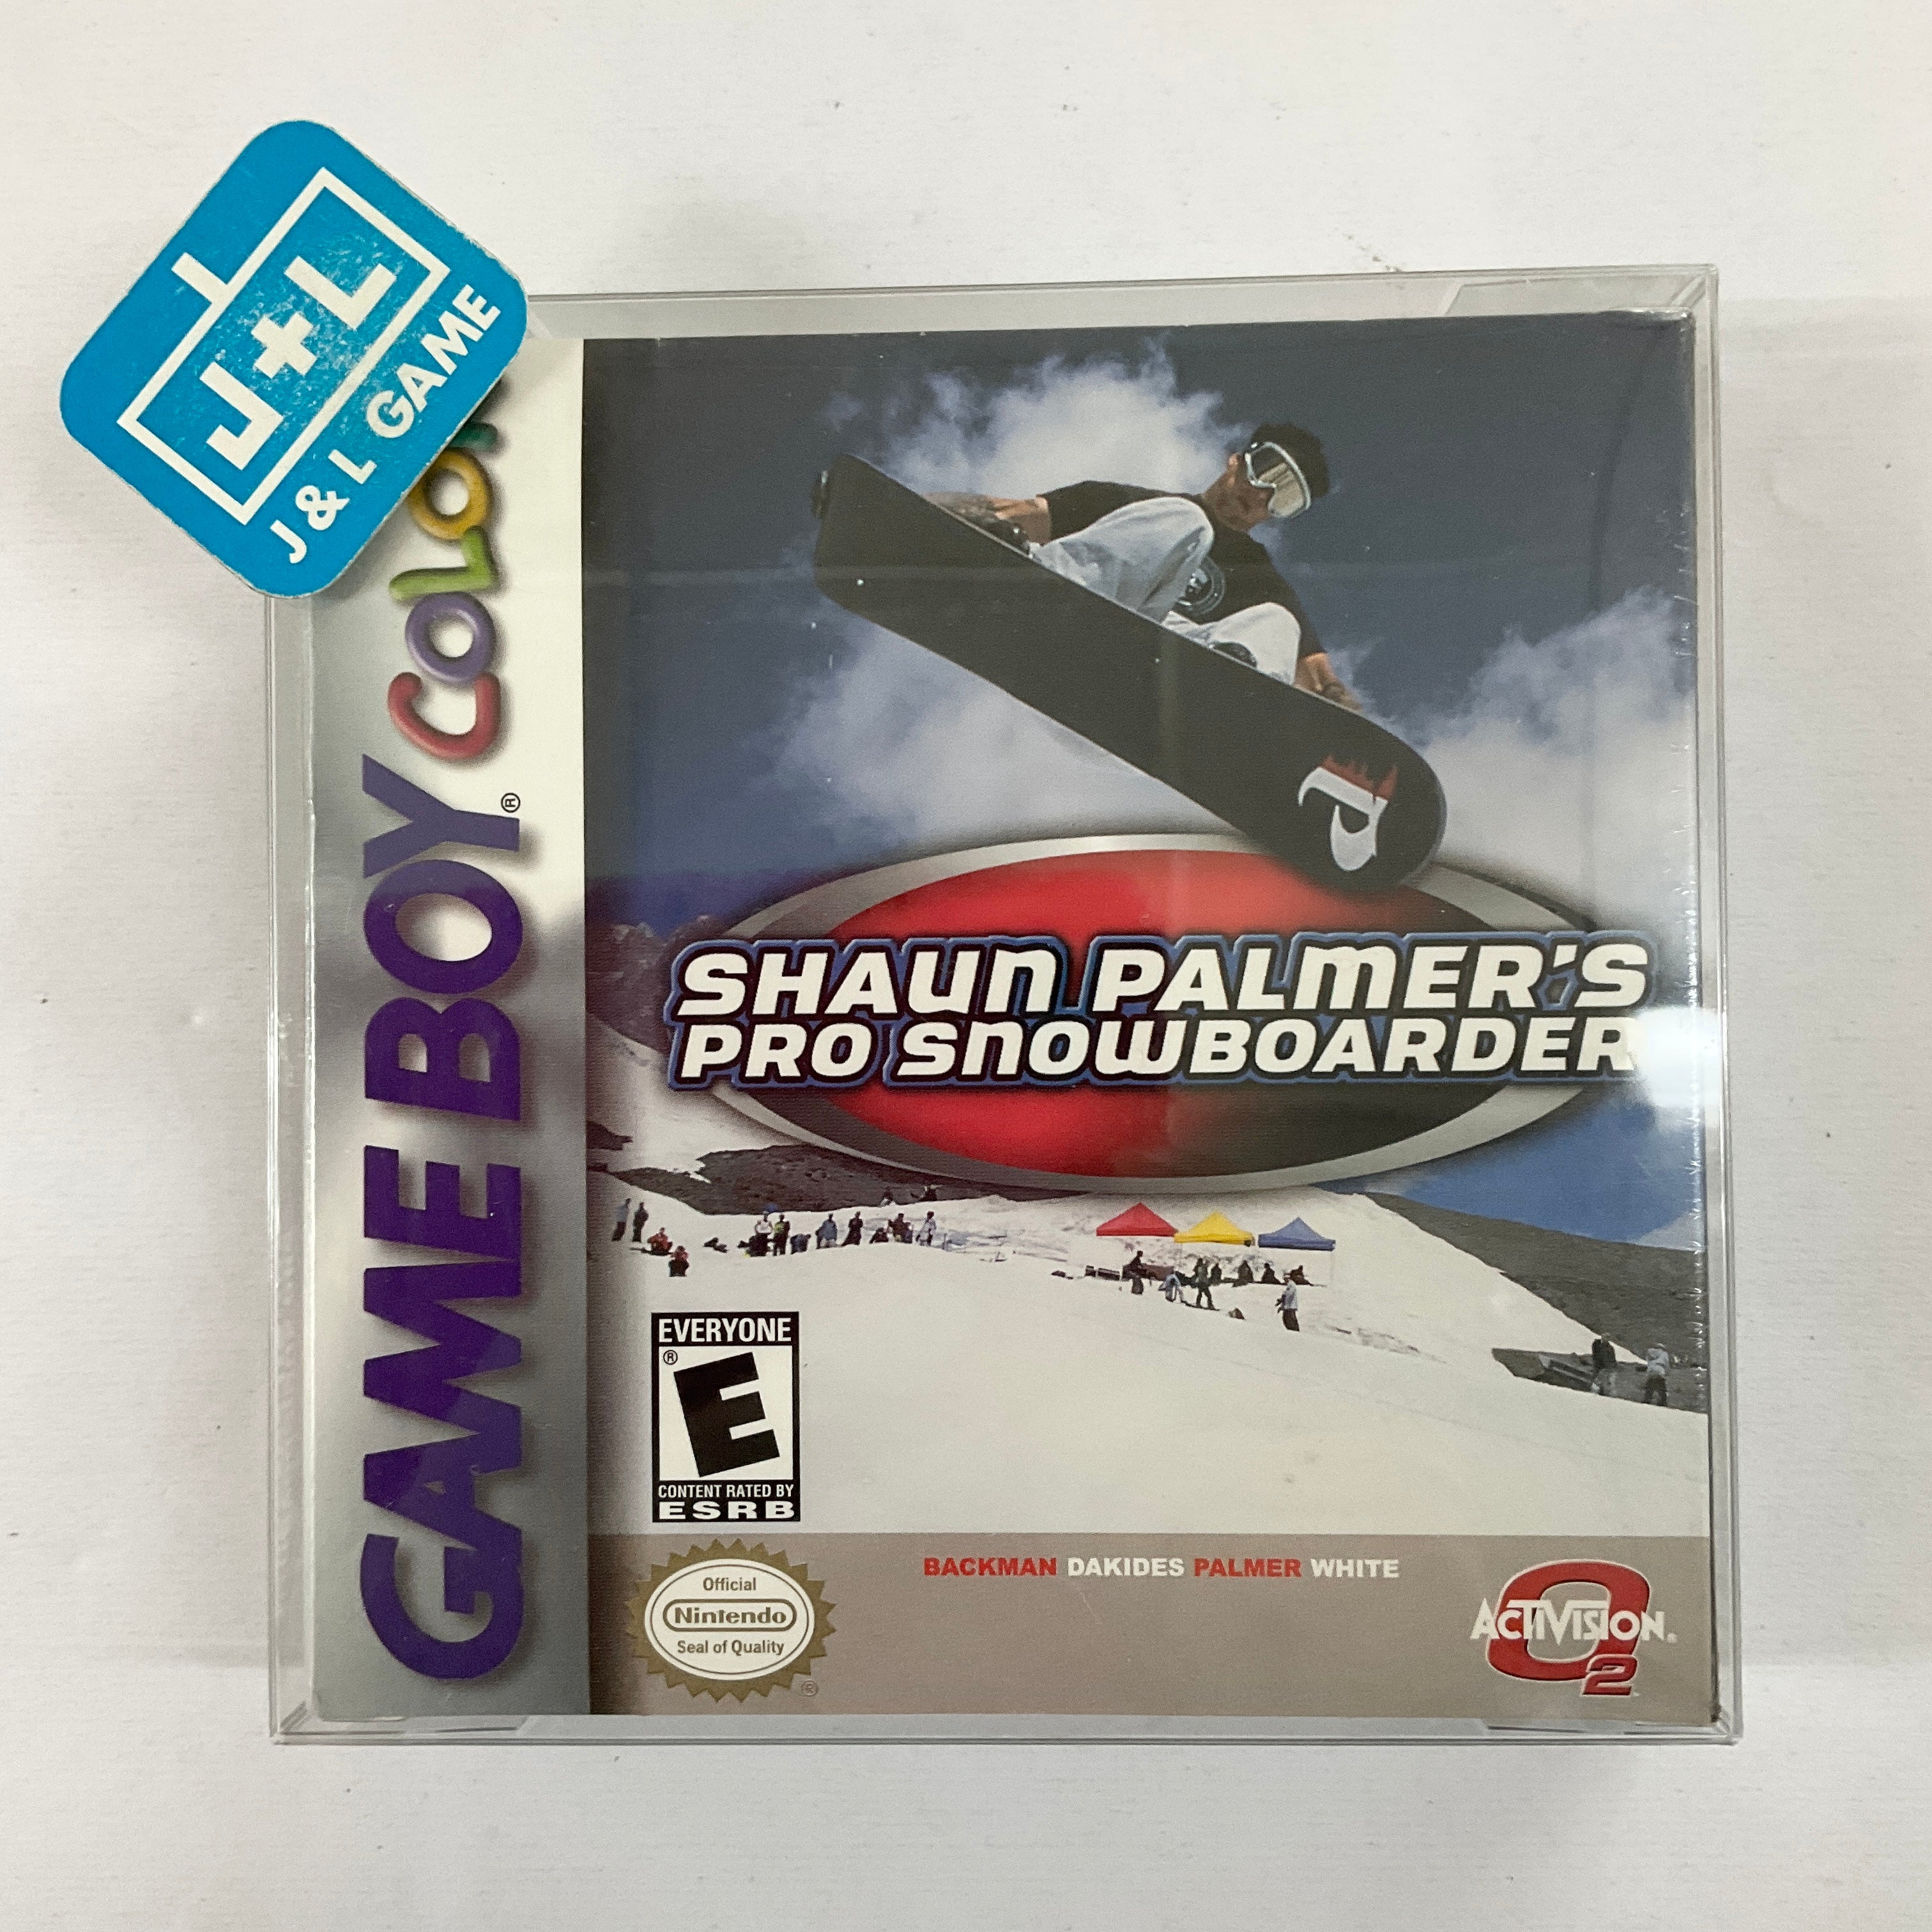 J+L
J & L GAME
GAME BOY COLOR
®
SHAUN PALMER'S
PRO SNOWBOARDER
P
EVERYONE
®
E
CONTENT RATED BY
ESRB
Official
Nintendo
Seal of Quality
®
BACKMAN DAKIDES PALMER WHITE
ACTIVISION®
O2